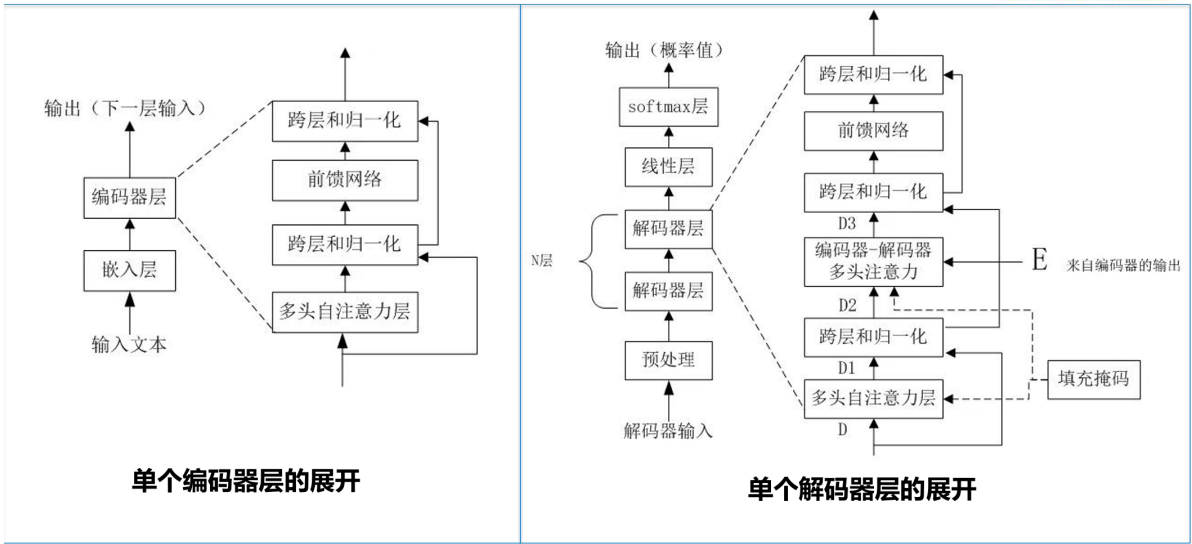 输出（下一层输入）
编码器层
嵌入层
输入文本
跨层和归一化
前馈网络
跨层和归一化
多头自注意力层
单个编码器层的展开
输出（概率值）
softmax层
线性层
解码器层
N层
解码器层
预处理
解码器输入
跨层和归一化
前馈网络
跨层和归一化
D3
编码器-解码器
多头注意力
E 来自编码器的输出
D2
跨层和归一化
D1
填充掩码
多头自注意力层
D
单个解码器层的展开